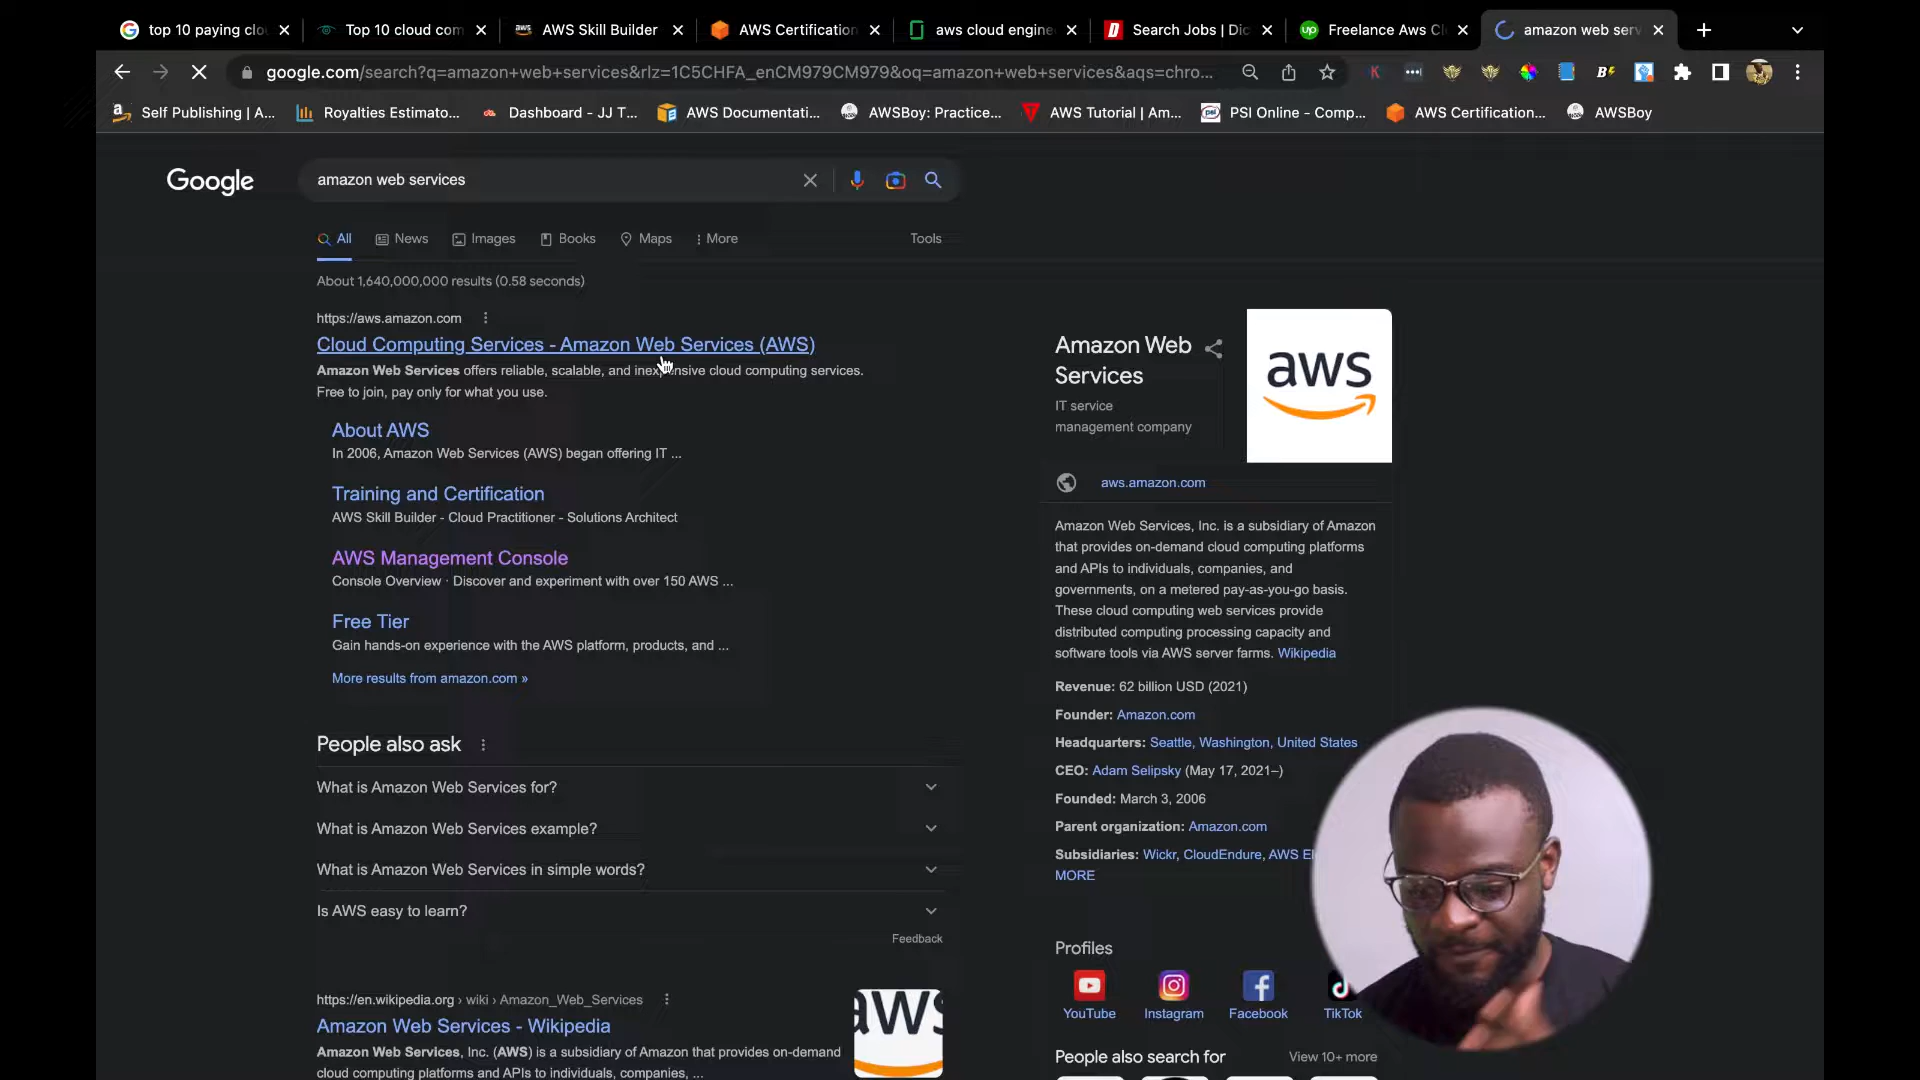 top 10 paying clo
Top 10 cloud com
AWS Skill Builder
AWS Certification
aws cloud engine
Search Jobs | Dic
Freelance Aws Cl
amazon web serv
google.com/search?q=amazon+web+services&rlz=1C5CHFA_enCM979CM979&oq=amazon+web+services&aqs=chro...
Self Publishing | A...
Royalties Estimato...
Dashboard - JJ T...
AWS Documentati...
AWSBoy: Practice...
AWS Tutorial | Am...
PSI Online - Comp...
AWS Certification...
AWSBoy
Google
amazon web services
All
News
Images
Books
Maps
More
Tools
About 1,640,000,000 results (0.58 seconds)
https://aws.amazon.com
Cloud Computing Services - Amazon Web Services (AWS)
Amazon Web Services offers reliable, scalable, and inexpensive cloud computing services.
Free to join, pay only for what you use.
About AWS
In 2006, Amazon Web Services (AWS) began offering IT ...
Training and Certification
AWS Skill Builder - Cloud Practitioner - Solutions Architect
AWS Management Console
Console Overview · Discover and experiment with over 150 AWS ...
Free Tier
Gain hands-on experience with the AWS platform, products, and ...
More results from amazon.com »
People also ask
What is Amazon Web Services for?
What is Amazon Web Services example?
What is Amazon Web Services in simple words?
Is AWS easy to learn?
Feedback
https://en.wikipedia.org › wiki › Amazon_Web_Services
Amazon Web Services - Wikipedia
Amazon Web Services, Inc. (AWS) is a subsidiary of Amazon that provides on-demand
cloud computing platforms and APIs to individuals, companies, ...
aws
Amazon Web
Services
IT service
management company
aws
aws.amazon.com
Amazon Web Services, Inc. is a subsidiary of Amazon
that provides on-demand cloud computing platforms
and APIs to individuals, companies, and
governments, on a metered pay-as-you-go basis.
These cloud computing web services provide
distributed computing processing capacity and
software tools via AWS server farms. Wikipedia
Revenue: 62 billion USD (2021)
Founder: Amazon.com
Headquarters: Seattle, Washington, United States
CEO: Adam Selipsky (May 17, 2021–)
Founded: March 3, 2006
Parent organization: Amazon.com
Subsidiaries: Wickr, CloudEndure, AWS El
MORE
Profiles
YouTube
Instagram
Facebook
TikTok
People also search for
View 10+ more